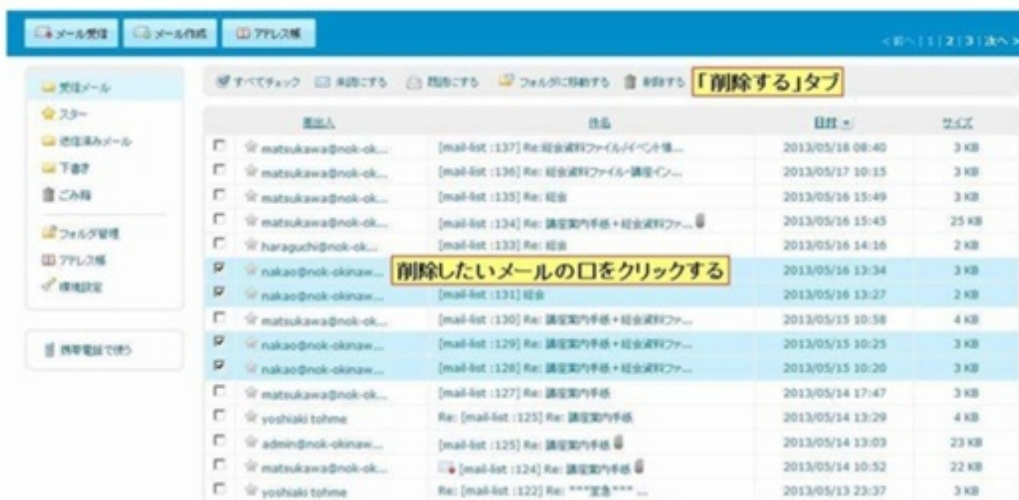 メール受信 メール作成 アドレス帳
<前へ | 1 | 2 | 3 | 次へ >
受信メール
スター
送信済みメール
下書き
ごみ箱
フォルダ管理
アドレス帳
環境設定
携帯電話で使う
すべてチェック 未読にする 既読にする フォルダに移動する 削除する 「削除する」タブ
差出人 件名 日付 サイズ
matsukawa@nok-ok... [mail-list :137] Re:総会資料ファイル/イベント情... 2013/05/18 08:40 3 KB
matsukawa@nok-ok... [mail-list :136] Re: 総会資料ファイル・講座イン... 2013/05/17 10:15 3 KB
matsukawa@nok-ok... [mail-list :135] Re: 総会 2013/05/16 15:49 3 KB
matsukawa@nok-ok... [mail-list :134] Re: 講座案内手紙+総会資料ファ... 2013/05/16 15:45 25 KB
haraguchi@nok-ok... [mail-list :133] Re: 総会 2013/05/16 14:16 2 KB
nakao@nok-okinaw... 削除したいメールの口をクリックする 2013/05/16 13:34 3 KB
nakao@nok-okinaw... [mail-list :131] 総会 2013/05/16 13:27 2 KB
matsukawa@nok-ok... [mail-list :130] Re: 講座案内手紙+総会資料ファ... 2013/05/15 10:58 4 KB
nakao@nok-okinaw... [mail-list :129] Re: 講座案内手紙+総会資料ファ... 2013/05/15 10:25 3 KB
nakao@nok-okinaw... [mail-list :128] Re: 講座案内手紙+総会資料ファ... 2013/05/15 10:20 3 KB
matsukawa@nok-ok... [mail-list :127] Re: 講座案内手紙 2013/05/14 17:47 3 KB
yoshiaki tohme Re: [mail-list :125] Re: 講座案内手紙 2013/05/14 13:29 4 KB
admin@nok-okinaw... [mail-list :125] Re: 講座案内手紙 2013/05/14 13:03 23 KB
matsukawa@nok-ok... [mail-list :124] Re: 講座案内手紙 2013/05/14 10:52 22 KB
yoshiaki tohme Re: [mail-list :122] Re: ***至急*** ... 2013/05/13 23:37 3 KB